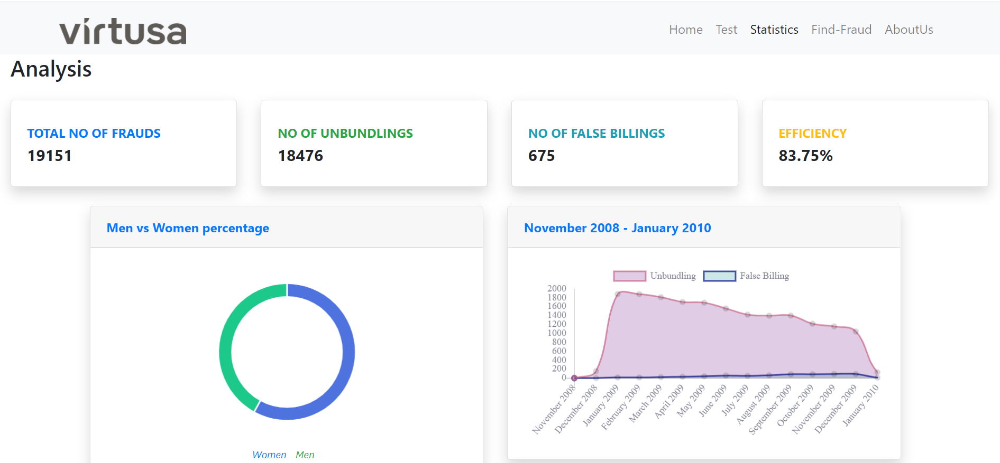 virtusa
Home Test Statistics Find-Fraud AboutUs
Analysis
TOTAL NO OF FRAUDS
19151
NO OF UNBUNDLINGS
18476
NO OF FALSE BILLINGS
675
EFFICIENCY
83.75%
Men vs Women percentage
Women Men
November 2008 - January 2010
Unbundling False Billing
2000
1800
1600
1400
1200
1000
800
600
400
200
0
November 2008
December 2008
January 2009
February 2009
March 2009
April 2009
May 2009
June 2009
July 2009
August 2009
September 2009
October 2009
November 2009
December 2009
January 2010